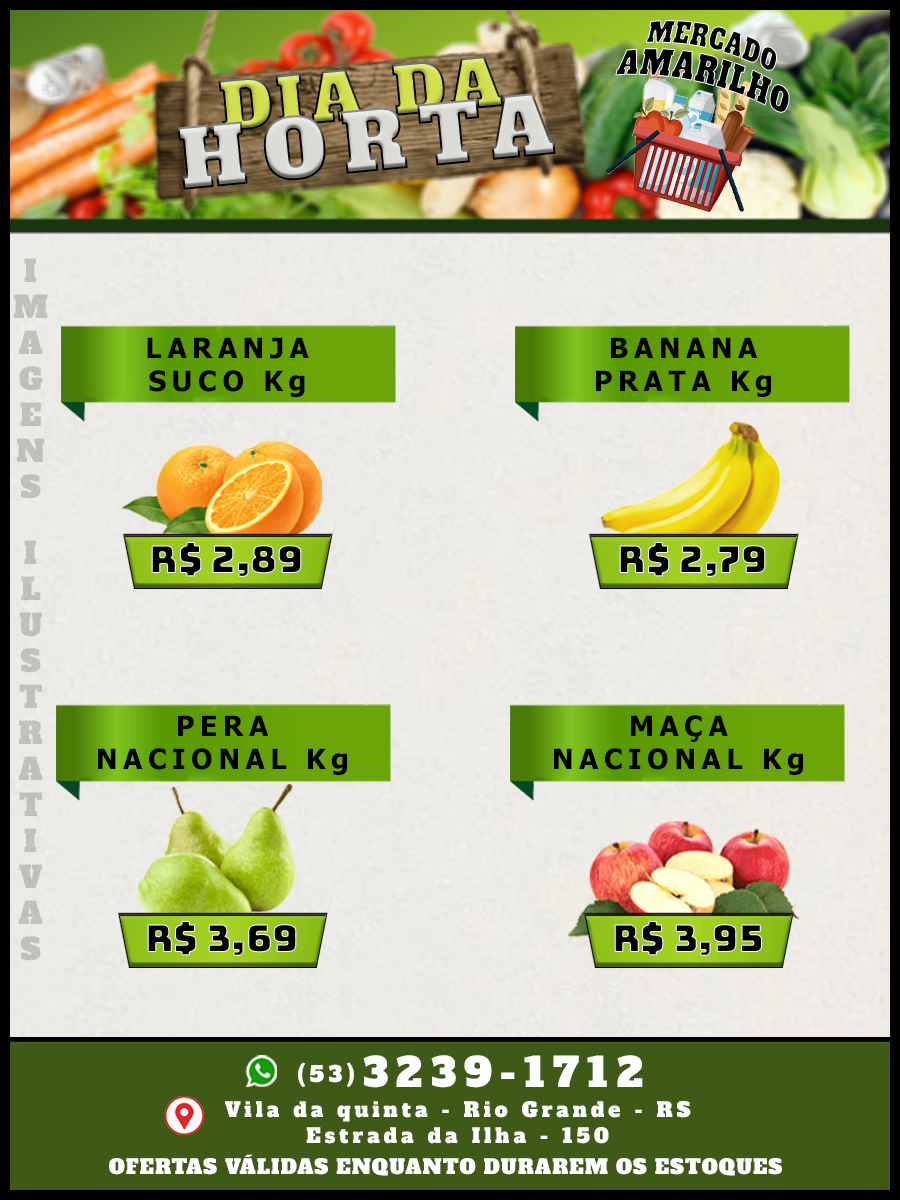 DIA DA
HORTA
MERCADO
AMARILHO
IMAGENS ILUSTRATIVAS
LARANJA
SUCO Kg
R$ 2,89
BANANA
PRATA Kg
R$ 2,79
PERA
NACIONAL Kg
R$ 3,69
MAÇA
NACIONAL Kg
R$ 3,95
(53) 3239-1712
Vila da quinta - Rio Grande - RS
Estrada da Ilha - 150
OFERTAS VÁLIDAS ENQUANTO DURAREM OS ESTOQUES